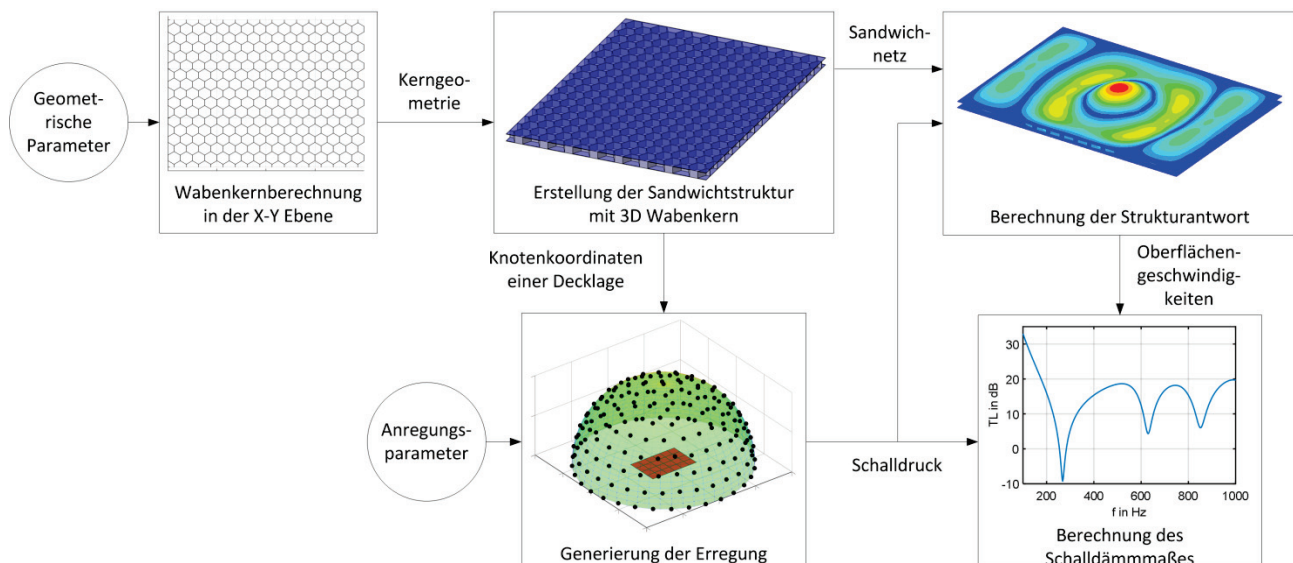 Geomet-
rische
Parameter
Wabenkernberechnung
in der X-Y Ebene
Kerngeo-
metrie
Erstellung der Sandwichtstruktur
mit 3D Wabenkern
Sandwich-
netz
Berechnung der Strukturantwort
Knotenkoordinaten
einer Decklage
Oberflächen-
geschwindig-
keiten
Anregungs-
parameter
Generierung der Erregung
Schalldruck
TL in dB
30
20
10
0
-10
200 400 600 800 1000
f in Hz
Berechnung des
Schalldämmmaßes